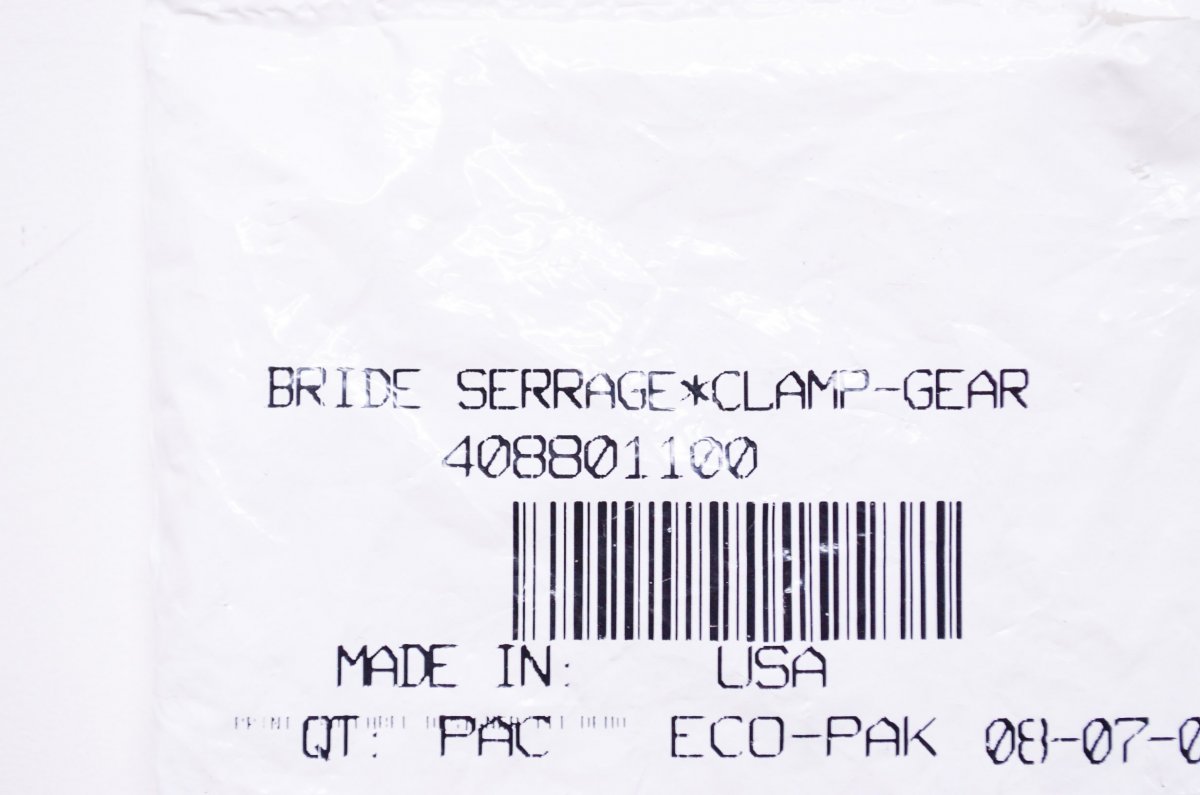 BRIDE SERRAGE*CLAMP-GEAR
408801100
MADE IN: USA
QT: PAC ECO-PAK 08-07-0